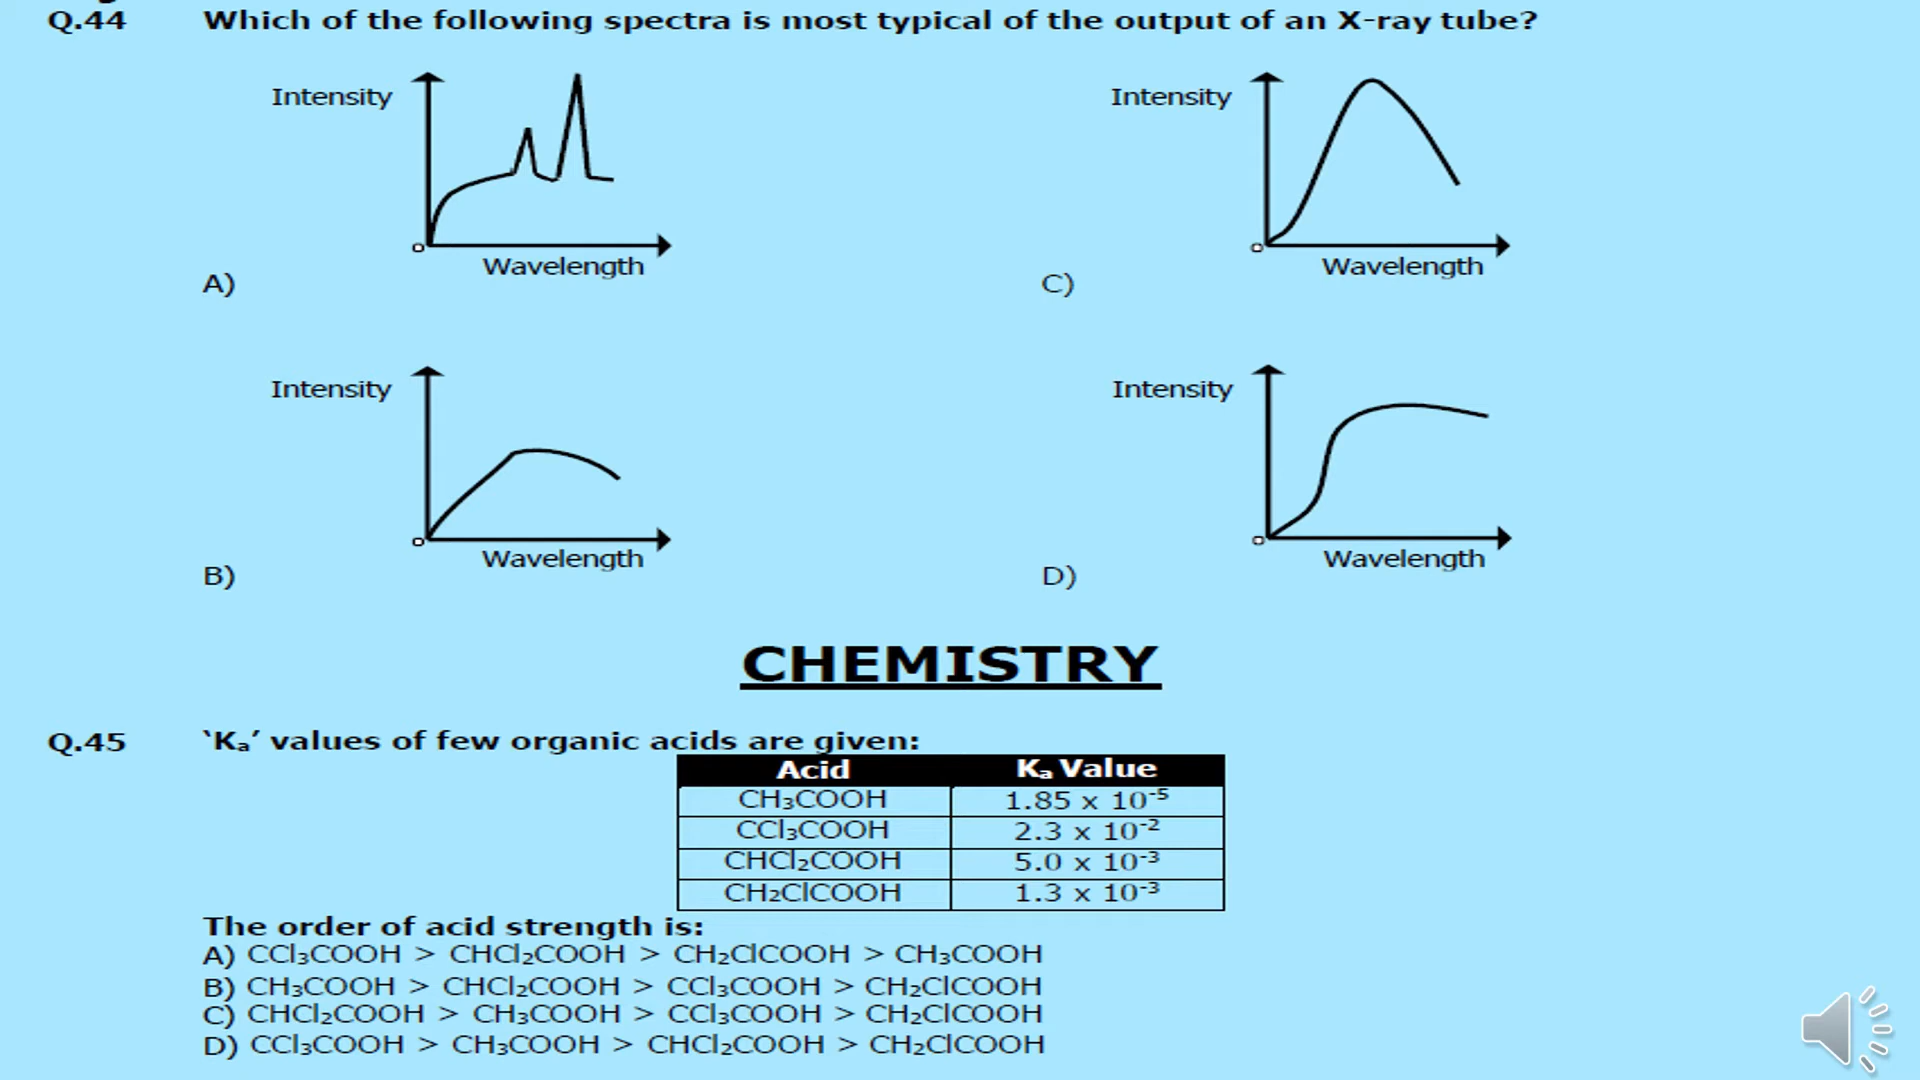 Q.44 Which of the following spectra is most typical of the output of an X-ray tube?
Intensity
Wavelength
A)
Intensity
Wavelength
C)
Intensity
Wavelength
B)
Intensity
Wavelength
D)
CHEMISTRY
Q.45 ‘Kₐ’ values of few organic acids are given:
Acid Kₐ Value
CH₃COOH 1.85 x 10⁻⁵
CCl₃COOH 2.3 x 10⁻²
CHCl₂COOH 5.0 x 10⁻³
CH₂ClCOOH 1.3 x 10⁻³
The order of acid strength is:
A) CCl₃COOH > CHCl₂COOH > CH₂ClCOOH > CH₃COOH
B) CH₃COOH > CHCl₂COOH > CCl₃COOH > CH₂ClCOOH
C) CHCl₂COOH > CH₃COOH > CCl₃COOH > CH₂ClCOOH
D) CCl₃COOH > CH₃COOH > CHCl₂COOH > CH₂ClCOOH